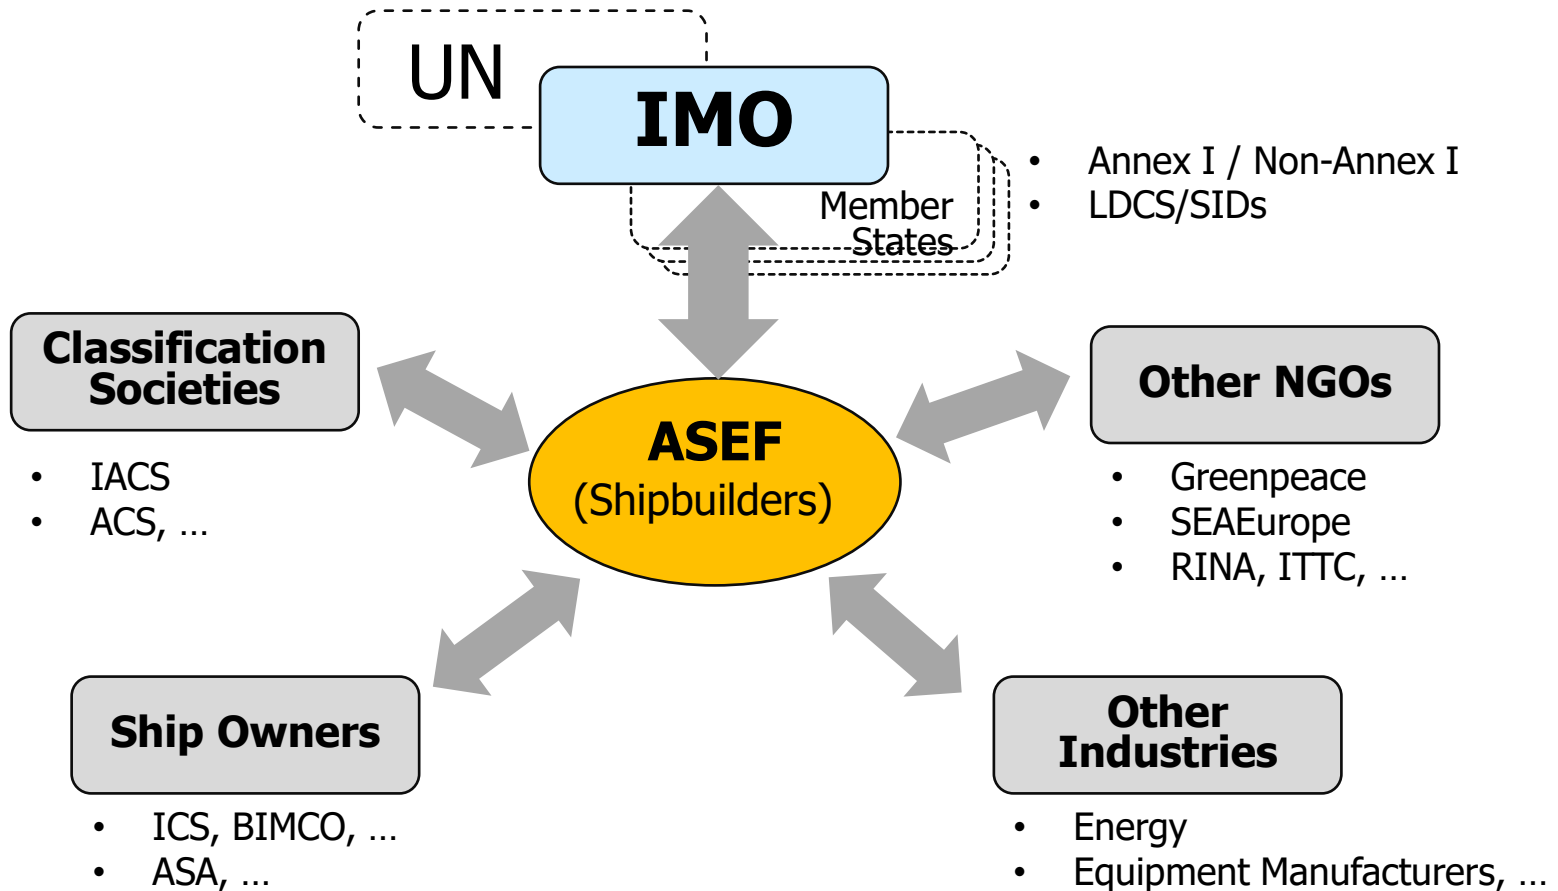 UN
IMO
Member
States
• Annex I / Non-Annex I
• LDCS/SIDs
Classification
Societies
• IACS
• ACS, ...
ASEF
(Shipbuilders)
Other NGOs
• Greenpeace
• SEAEurope
• RINA, ITTC, ...
Ship Owners
• ICS, BIMCO, ...
• ASA, ...
Other
Industries
• Energy
• Equipment Manufacturers, ...